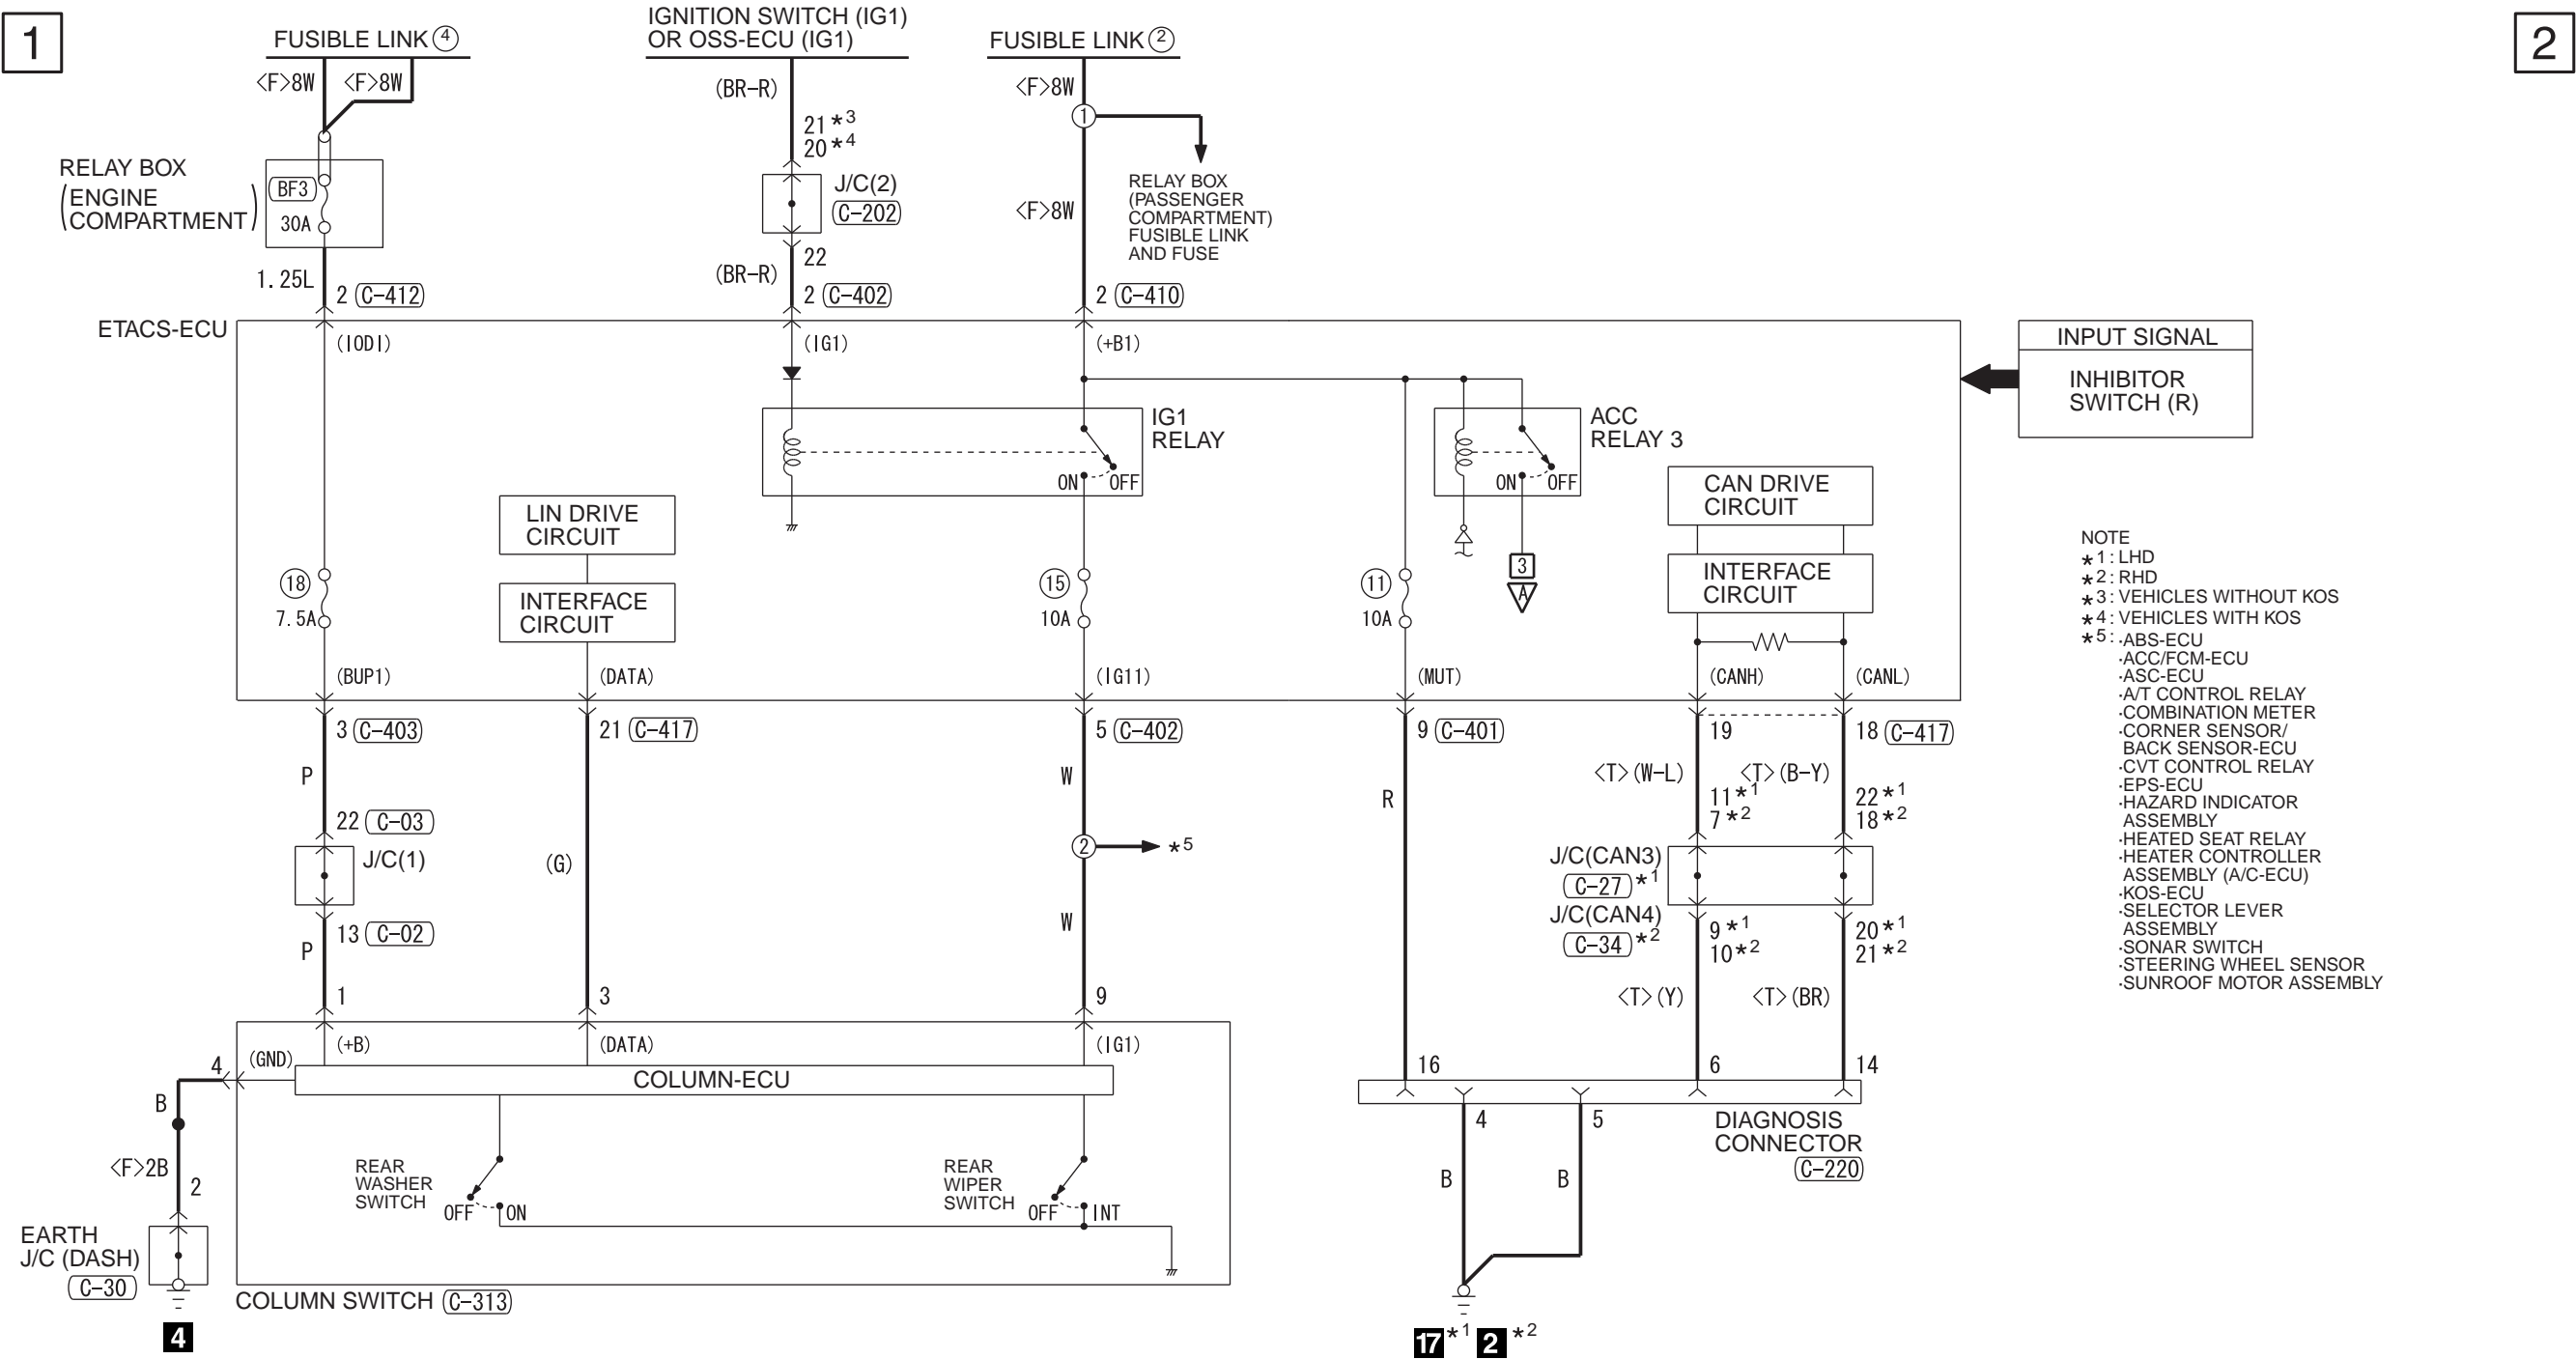 1
2
FUSIBLE LINK 4
IGNITION SWITCH (IG1)
OR OSS-ECU (IG1)
FUSIBLE LINK 2
<F>8W
<F>8W
(BR-R)
<F>8W
21*3
20*4
1
RELAY BOX
(ENGINE
COMPARTMENT)
BF3
30A
J/C(2)
C-202
<F>8W
RELAY BOX
(PASSENGER
COMPARTMENT)
FUSIBLE LINK
AND FUSE
1.25L
(BR-R)
22
2 C-412
2 C-402
2 C-410
ETACS-ECU
(IODI)
(IG1)
(+B1)
INPUT SIGNAL
INHIBITOR
SWITCH (R)
IG1
RELAY
ON
OFF
ACC
RELAY 3
ON
OFF
LIN DRIVE
CIRCUIT
CAN DRIVE
CIRCUIT
INTERFACE
CIRCUIT
INTERFACE
CIRCUIT
18
7.5A
15
10A
11
10A
3
A
(BUP1)
(DATA)
(IG11)
(MUT)
(CANH)
(CANL)
3 C-403
21 C-417
5 C-402
9 C-401
19
18 C-417
P
(G)
W
R
<T>(W-L)
<T>(B-Y)
11*1
7*2
22*1
18*2
22 C-03
J/C(1)
13 C-02
2
*5
W
P
J/C(CAN3)
C-27 *1
J/C(CAN4)
C-34 *2
9*1
10*2
20*1
21*2
<T>(Y)
<T>(BR)
1
3
9
16
6
14
(+B)
(DATA)
(IG1)
4
(GND)
COLUMN-ECU
B
<F>2B
2
REAR
WASHER
SWITCH
OFF
ON
REAR
WIPER
SWITCH
OFF
INT
EARTH
J/C (DASH)
C-30
4
COLUMN SWITCH C-313
4
5
B
B
DIAGNOSIS
CONNECTOR
C-220
17 *1 2 *2
NOTE
*1: LHD
*2: RHD
*3: VEHICLES WITHOUT KOS
*4: VEHICLES WITH KOS
*5: ·ABS-ECU
·ACC/FCM-ECU
·ASC-ECU
·A/T CONTROL RELAY
·COMBINATION METER
·CORNER SENSOR/
BACK SENSOR-ECU
·CVT CONTROL RELAY
·EPS-ECU
·HAZARD INDICATOR
ASSEMBLY
·HEATED SEAT RELAY
·HEATER CONTROLLER
ASSEMBLY (A/C-ECU)
·KOS-ECU
·SELECTOR LEVER
ASSEMBLY
·SONAR SWITCH
·STEERING WHEEL SENSOR
·SUNROOF MOTOR ASSEMBLY